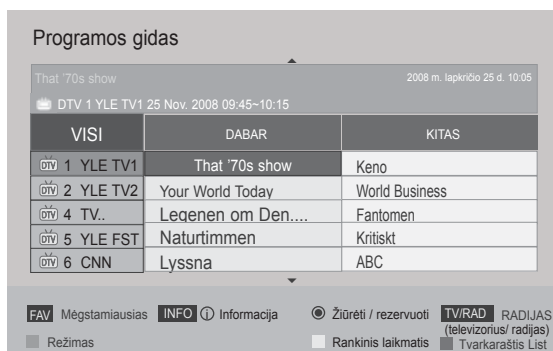 Programos gidas
That '70s show 2008 m. lapkričio 25 d. 10:05
DTV 1 YLE TV1 25 Nov. 2008 09:45~10:15
VISI DABAR KITAS
DTV 1 YLE TV1 That '70s show Keno
DTV 2 YLE TV2 Your World Today World Business
DTV 4 TV.. Legenen om Den.... Fantomen
DTV 5 YLE FST Naturtimmen Kritiskt
DTV 6 CNN Lyssna ABC
FAV Mėgstamiausias INFO i Informacija Žiūrėti / rezervuoti TV/RAD RADIJAS
(televizorius/ radijas)
Režimas Rankinis laikmatis Tvarkaraštis List